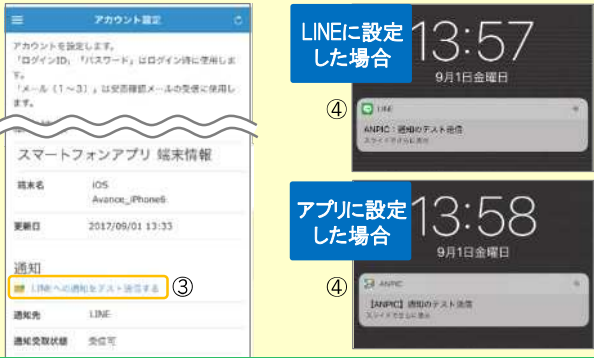 アカウント設定
アカウントを設定します。
「ログインID」「パスワード」はログイン時に使用しま
す。
「メール（1～3）」は安否確認メールの受信に使用し
ます。
スマートフォンアプリ 端末情報
端末名
iOS
Avance_iPhone6
更新日
2017/09/01 13:33
通知
LINEへの通知をテスト送信する
③
通知先
LINE
通知受取状態
受信可
LINEに設定
した場合
13:57
9月1日金曜日
④
LINE
ANPIC：通知のテスト送信
スライドでさらに表示
アプリに設定
した場合
13:58
9月1日金曜日
④
ANPIC
【ANPIC】通知のテスト送信
スライドでさらに表示